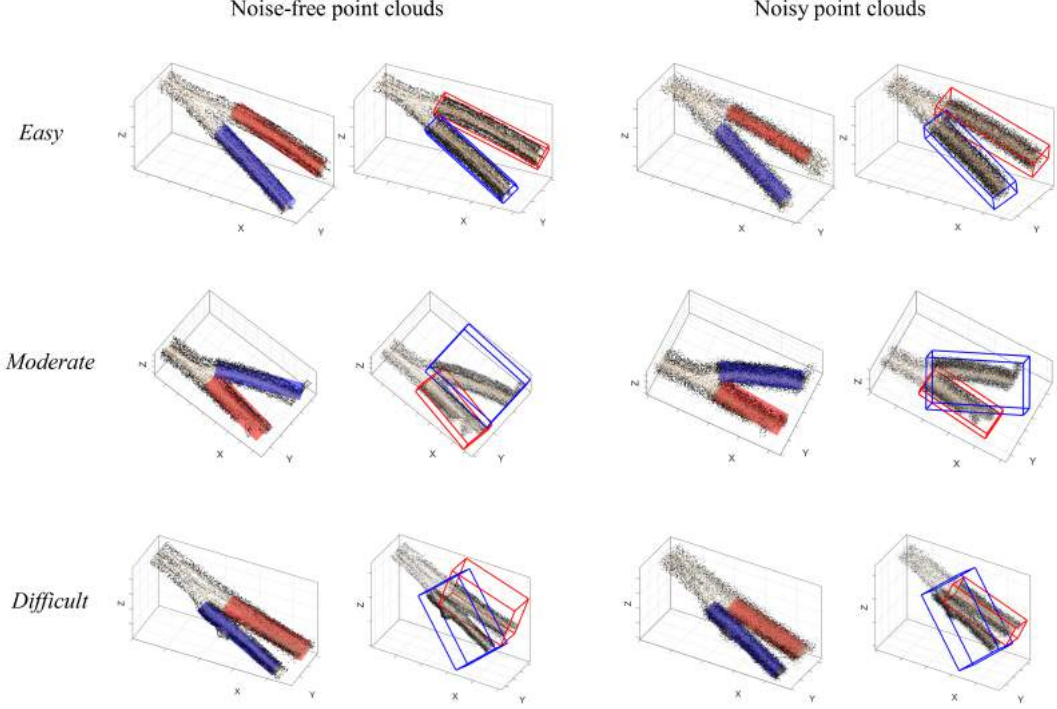 Noise-free point clouds Noisy point clouds
Easy
Z Z Z Z
X Y X Y X Y X Y
Moderate
Z Z Z Z
X Y X Y X Y X Y
Difficult
Z Z Z Z
X Y X Y X Y X Y